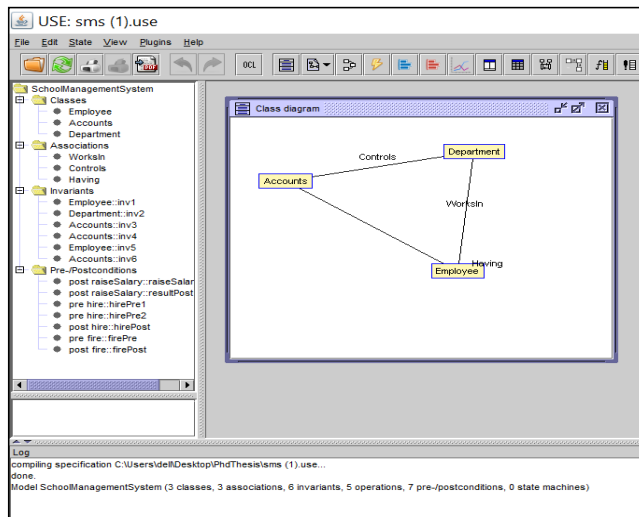 USE: sms (1).use
File Edit State View Plugins Help
OCL
SchoolManagementSystem
Classes
Employee
Accounts
Department
Associations
WorksIn
Controls
Having
Invariants
Employee::inv1
Department::inv2
Accounts::inv3
Accounts::inv4
Employee::inv5
Accounts::inv6
Pre-/Postconditions
post raiseSalary::raiseSalar
post raiseSalary::resultPost
pre hire::hirePre1
pre hire::hirePre2
post hire::hirePost
pre fire::firePre
post fire::firePost
Class diagram
Department
Controls
Accounts
WorksIn
Having
Employee
Log
compiling specification C:\Users\dell\Desktop\PhdThesis\sms (1).use...
done.
Model SchoolManagementSystem (3 classes, 3 associations, 6 invariants, 5 operations, 7 pre-/postconditions, 0 state machines)